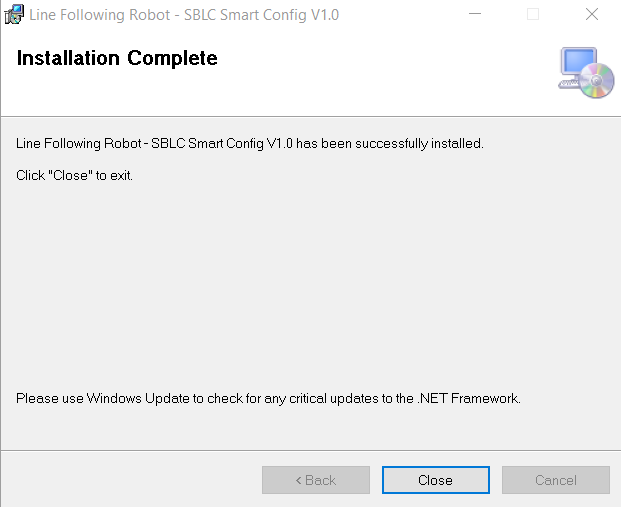 Line Following Robot - SBLC Smart Config V1.0
Installation Complete
Line Following Robot - SBLC Smart Config V1.0 has been successfully installed.
Click "Close" to exit.
Please use Windows Update to check for any critical updates to the .NET Framework.
< Back
Close
Cancel